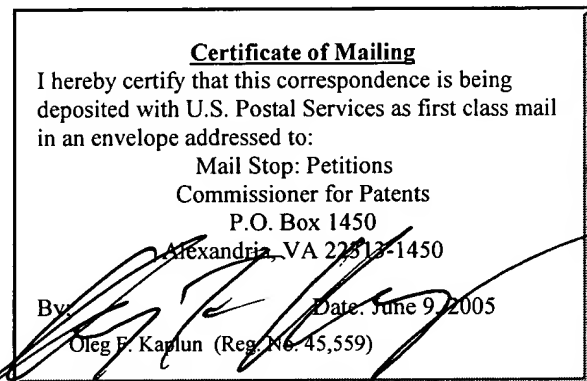 Certificate of Mailing
I hereby certify that this correspondence is being
deposited with U.S. Postal Services as first class mail
in an envelope addressed to:
Mail Stop: Petitions
Commissioner for Patents
P.O. Box 1450
Alexandria, VA 22313-1450
By: Date: June 9, 2005
Oleg F. Kaplun (Reg. No. 45,559)